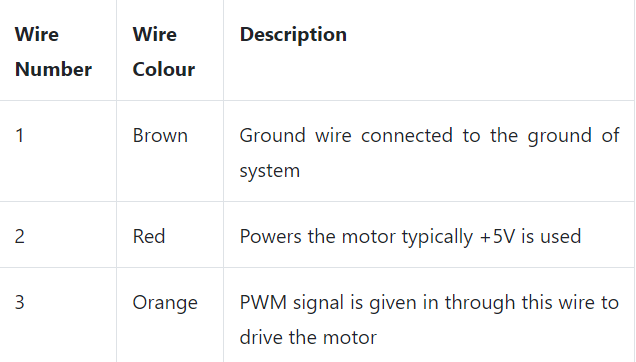 Wire Number Wire Colour Description
1 Brown Ground wire connected to the ground of
system
2 Red Powers the motor typically +5V is used
3 Orange PWM signal is given in through this wire to
drive the motor